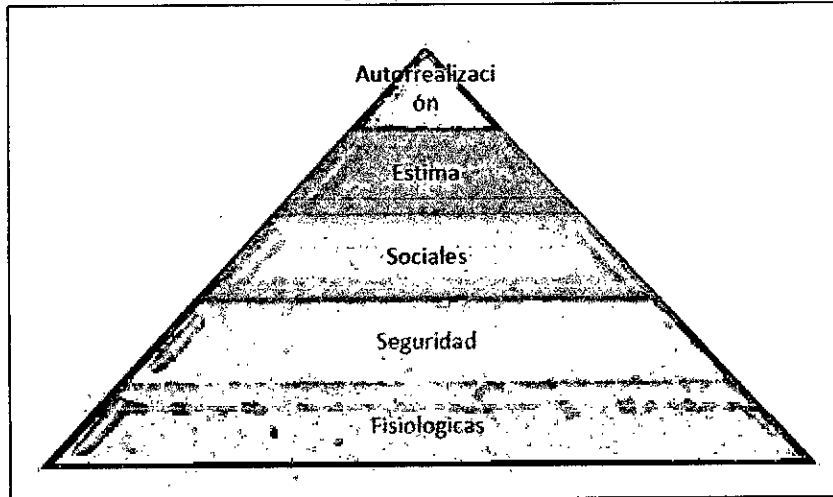 Autorrealizaci
ón
Estima
Sociales
Seguridad
Fisiologicas